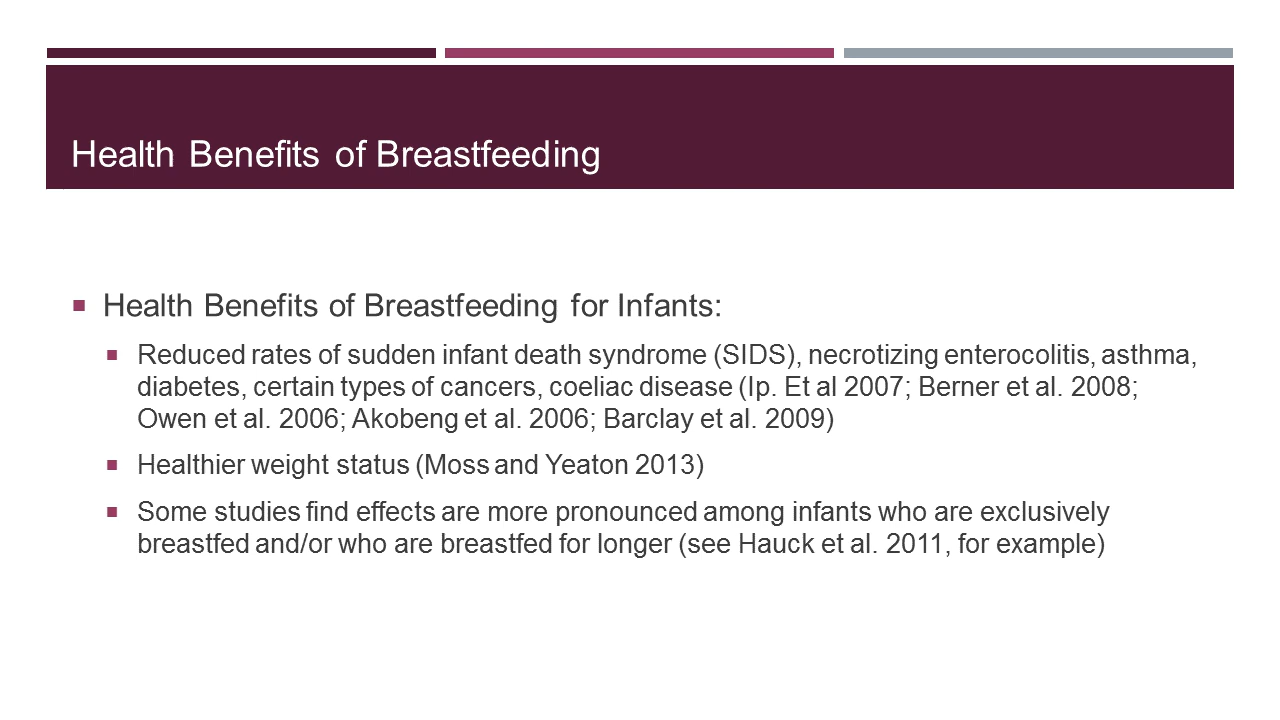 Health Benefits of Breastfeeding
Health Benefits of Breastfeeding for Infants:
Reduced rates of sudden infant death syndrome (SIDS), necrotizing enterocolitis, asthma,
diabetes, certain types of cancers, coeliac disease (Ip. Et al 2007; Berner et al. 2008;
Owen et al. 2006; Akobeng et al. 2006; Barclay et al. 2009)
Healthier weight status (Moss and Yeaton 2013)
Some studies find effects are more pronounced among infants who are exclusively
breastfed and/or who are breastfed for longer (see Hauck et al. 2011, for example)